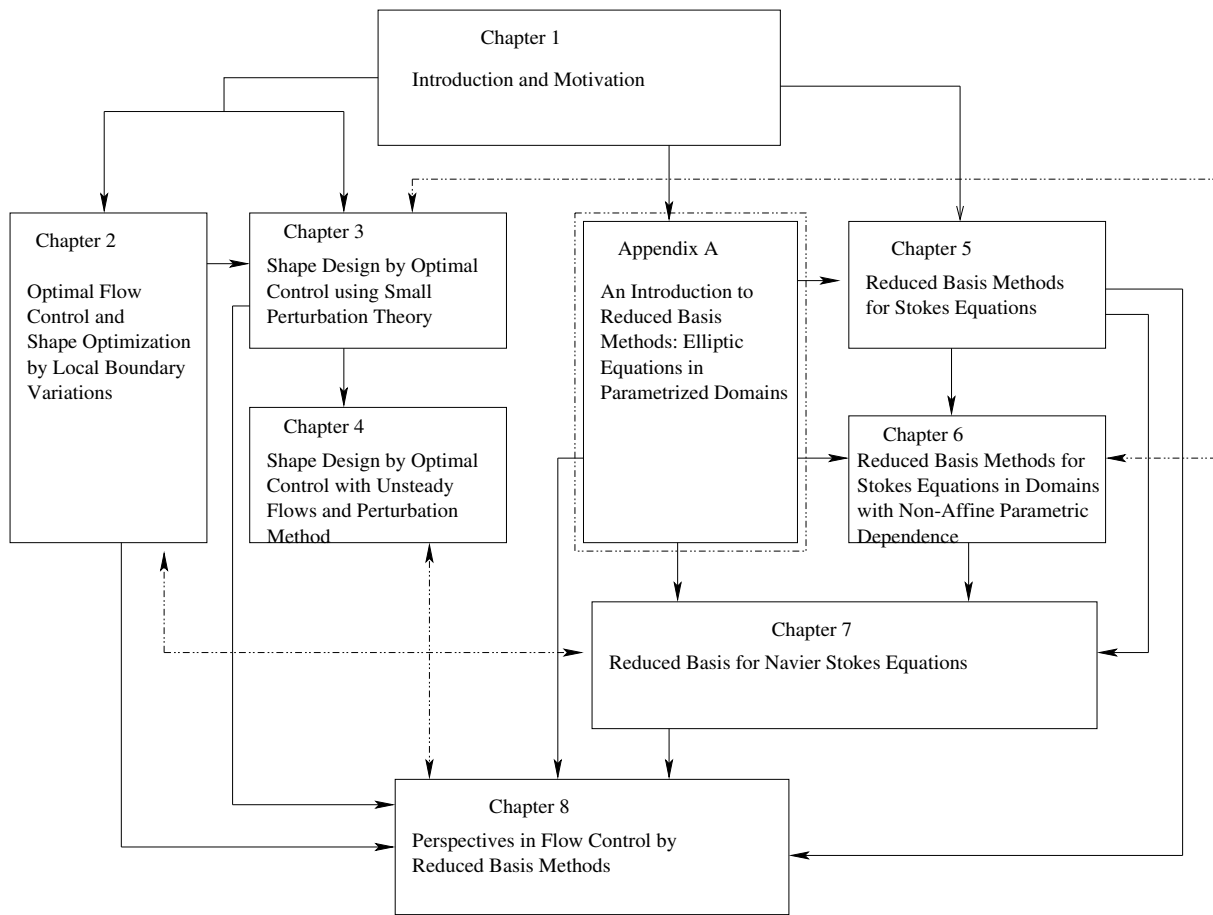 Chapter 1
Introduction and Motivation
Chapter 2
Optimal Flow
Control and
Shape Optimization
by Local Boundary
Variations
Chapter 3
Shape Design by Optimal
Control using Small
Perturbation Theory
Chapter 4
Shape Design by Optimal
Control with Unsteady
Flows and Perturbation
Method
Appendix A
An Introduction to
Reduced Basis
Methods: Elliptic
Equations in
Parametrized Domains
Chapter 5
Reduced Basis Methods
for Stokes Equations
Chapter 6
Reduced Basis Methods for
Stokes Equations in Domains
with Non-Affine Parametric
Dependence
Chapter 7
Reduced Basis for Navier Stokes Equations
Chapter 8
Perspectives in Flow Control by
Reduced Basis Methods